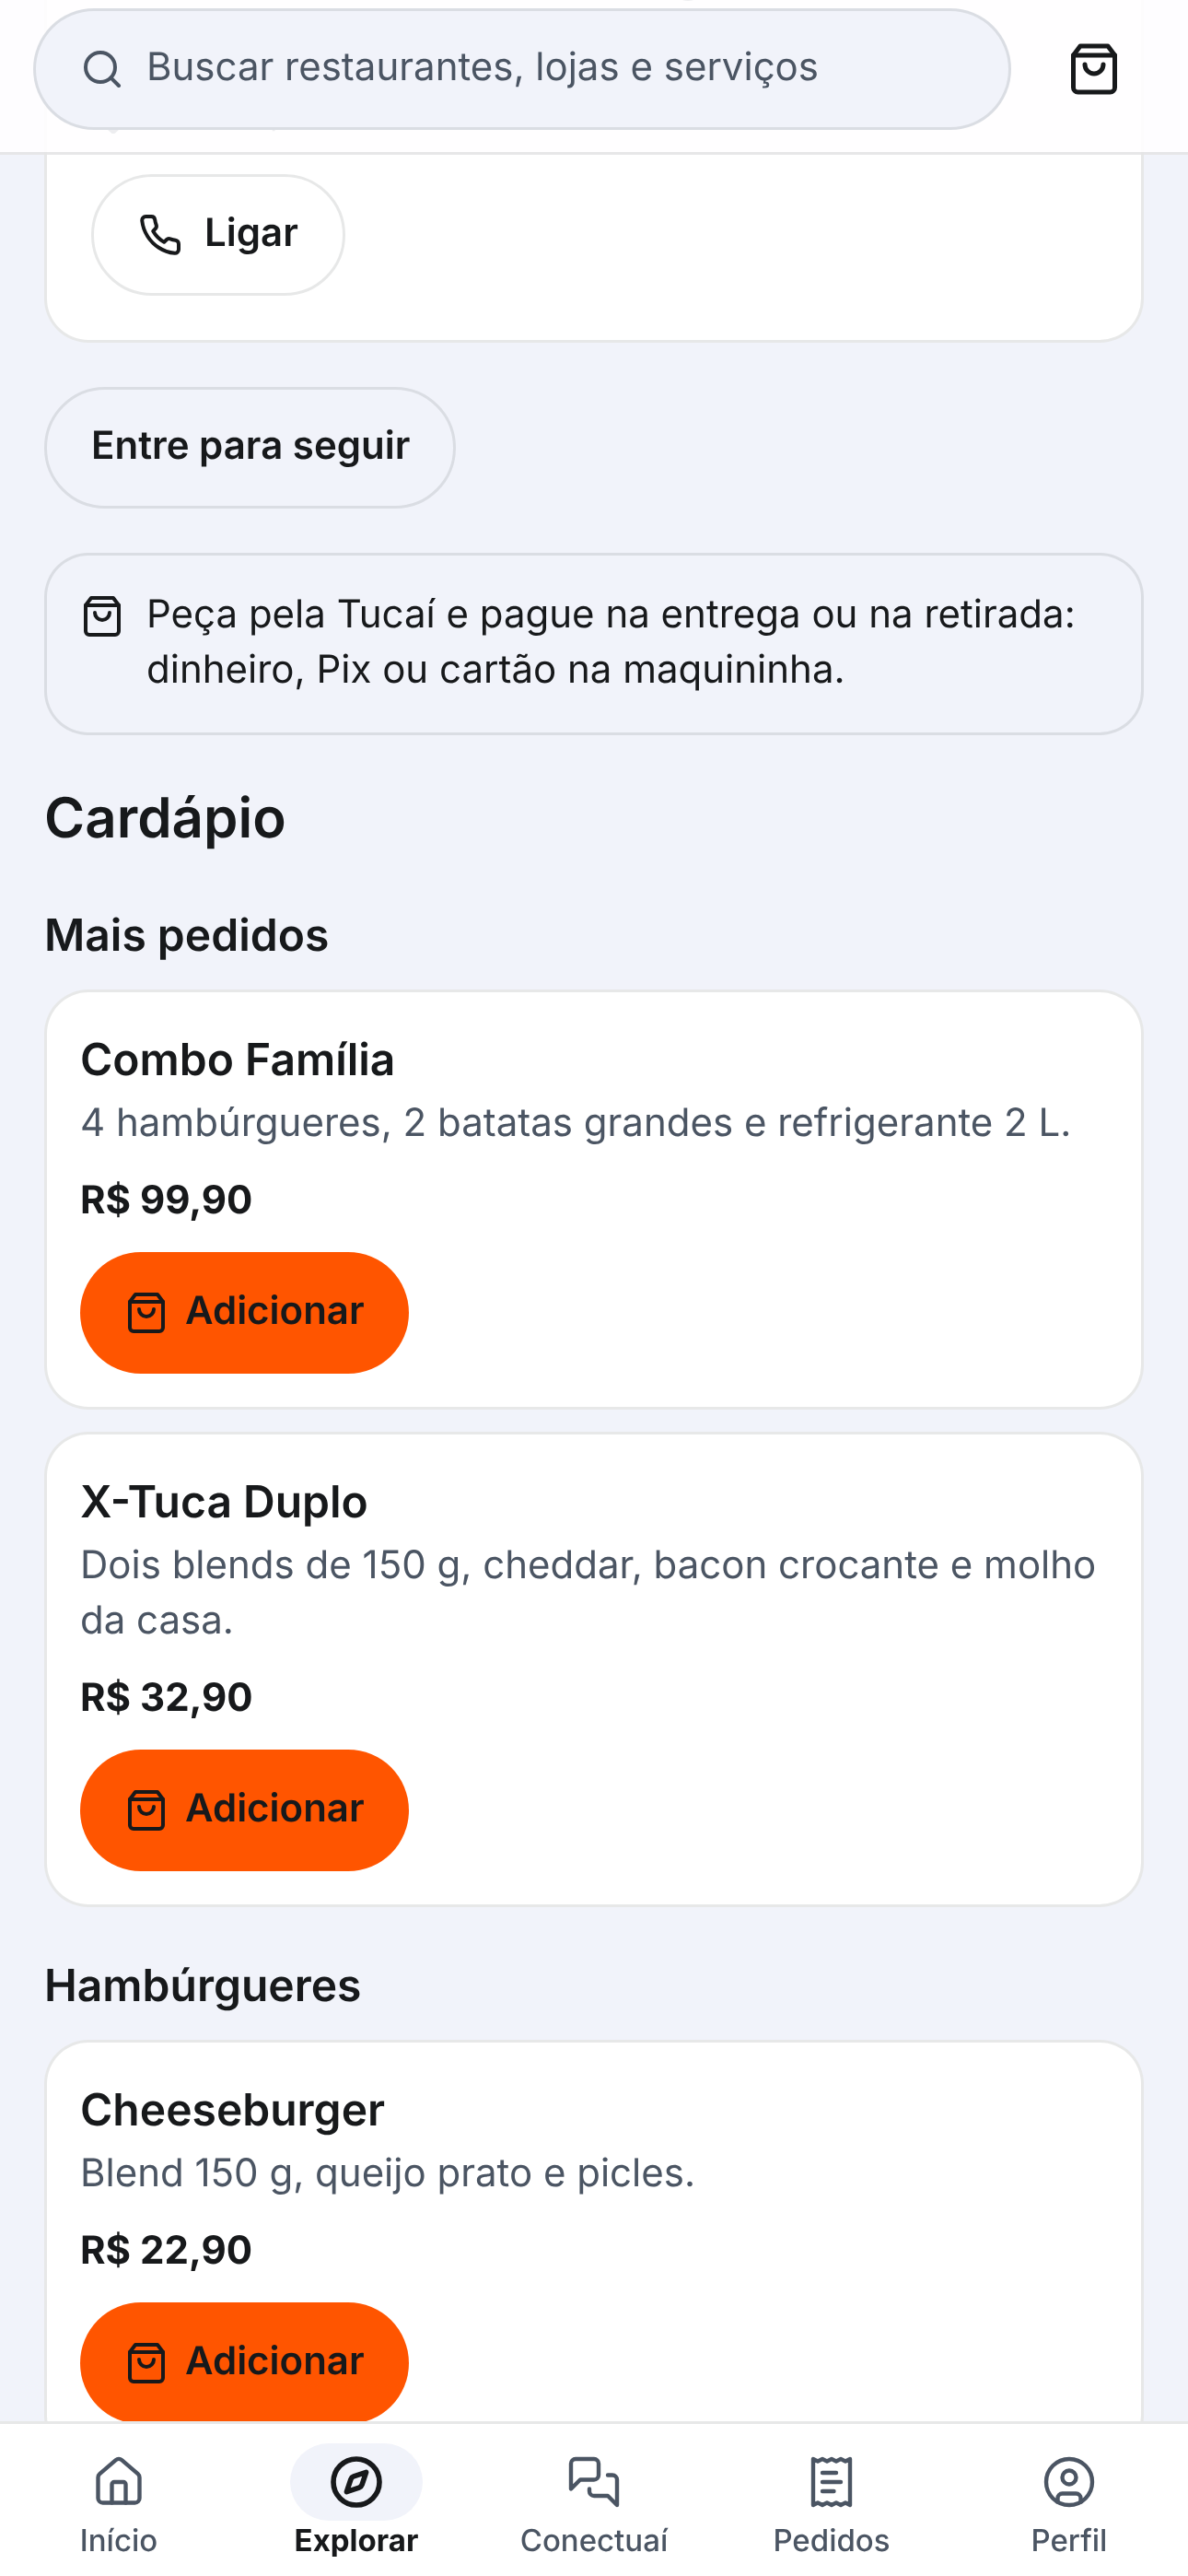 Buscar restaurantes, lojas e serviços
Ligar
Entre para seguir
Peça pela Tucaí e pague na entrega ou na retirada:
dinheiro, Pix ou cartão na maquininha.
Cardápio
Mais pedidos
Combo Família
4 hambúrgueres, 2 batatas grandes e refrigerante 2 L.
R$ 99,90
Adicionar
X-Tuca Duplo
Dois blends de 150 g, cheddar, bacon crocante e molho
da casa.
R$ 32,90
Adicionar
Hambúrgueres
Cheeseburger
Blend 150 g, queijo prato e picles.
R$ 22,90
Adicionar
Início
Explorar
Conectuaí
Pedidos
Perfil